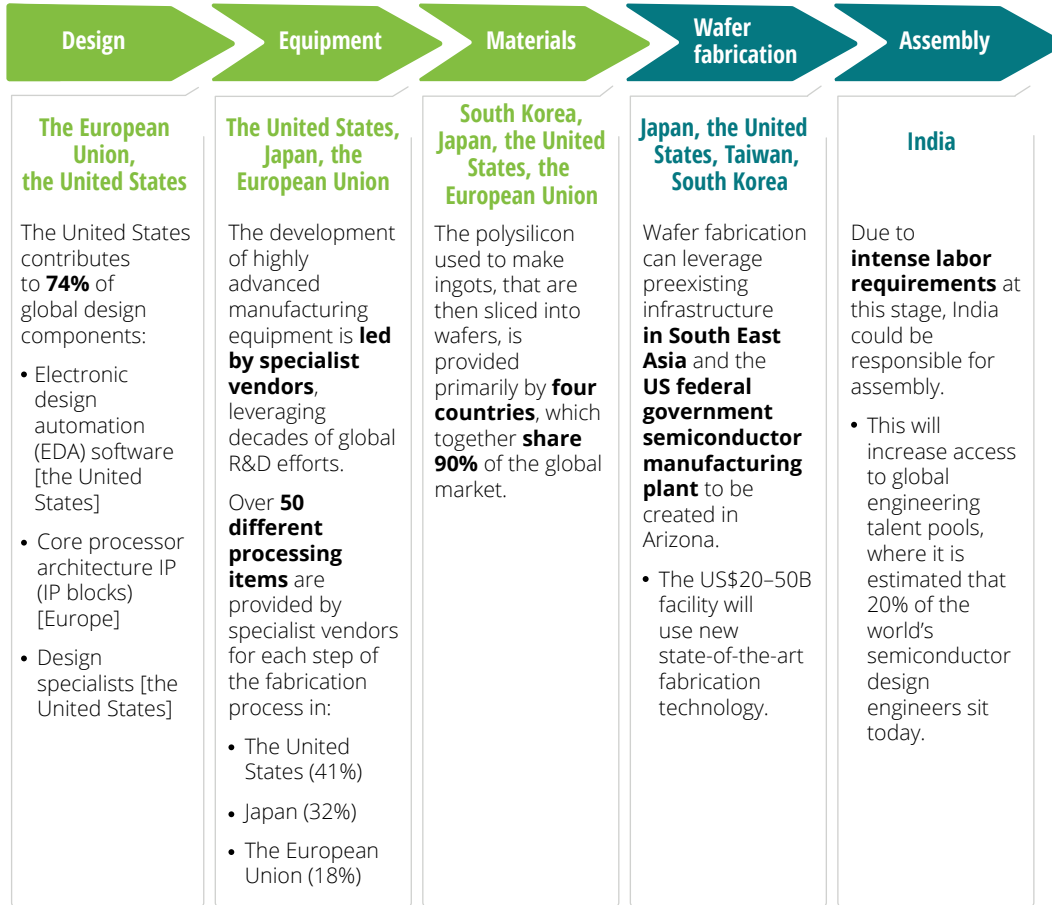 Design
Equipment
Materials
Wafer
fabrication
Assembly
The European
Union,
the United States
The United States
contributes
to 74% of
global design
components:
• Electronic
design
automation
(EDA) software
[the United
States]
• Core processor
architecture IP
(IP blocks)
[Europe]
• Design
specialists [the
United States]
The United States,
Japan, the
European Union
The development
of highly
advanced
manufacturing
equipment is led
by specialist
vendors,
leveraging
decades of global
R&D efforts.
Over 50
different
processing
items are
provided by
specialist vendors
for each step of
the fabrication
process in:
• The United
States (41%)
• Japan (32%)
• The European
Union (18%)
South Korea,
Japan, the United
States, the
European Union
The polysilicon
used to make
ingots, that are
then sliced into
wafers, is
provided
primarily by four
countries, which
together share
90% of the global
market.
Japan, the United
States, Taiwan,
South Korea
Wafer fabrication
can leverage
preexisting
infrastructure
in South East
Asia and the
US federal
government
semiconductor
manufacturing
plant to be
created in
Arizona.
• The US$20–50B
facility will
use new
state-of-the-art
fabrication
technology.
India
Due to
intense labor
requirements at
this stage, India
could be
responsible for
assembly.
• This will
increase access
to global
engineering
talent pools,
where it is
estimated that
20% of the
world's
semiconductor
design
engineers sit
today.